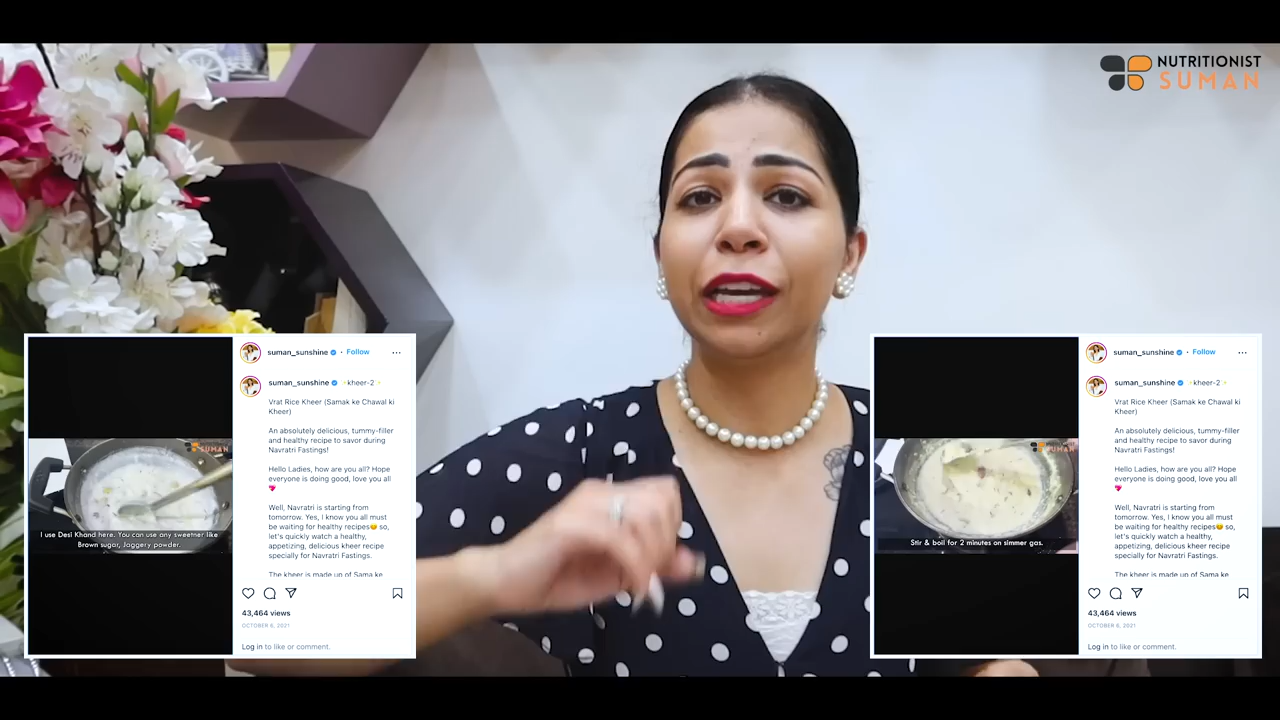 NUTRITIONIST
SUMAN
suman_sunshine • Follow
suman_sunshine ✨kheer-2✨
Vrat Rice Kheer (Samak ke Chawal ki
Kheer)
An absolutely delicious, tummy-filler
and healthy recipe to savor during
Navratri Fastings!
Hello Ladies, how are you all? Hope
everyone is doing good, love you all
💖
Well, Navratri is starting from
tomorrow. Yes, I know you all must
be waiting for healthy recipes😊 so,
let's quickly watch a healthy,
appetizing, delicious kheer recipe
specially for Navratri Fastings.
The kheer is made up of Sama ke
43,464 views
OCTOBER 6, 2021
Log in to like or comment.
SUMAN
I use Desi Khand here. You can use any sweetner like
Brown sugar, Jaggery powder.
suman_sunshine • Follow
suman_sunshine ✨kheer-2✨
Vrat Rice Kheer (Samak ke Chawal ki
Kheer)
An absolutely delicious, tummy-filler
and healthy recipe to savor during
Navratri Fastings!
Hello Ladies, how are you all? Hope
everyone is doing good, love you all
💖
Well, Navratri is starting from
tomorrow. Yes, I know you all must
be waiting for healthy recipes😊 so,
let's quickly watch a healthy,
appetizing, delicious kheer recipe
specially for Navratri Fastings.
The kheer is made up of Sama ke
43,464 views
OCTOBER 6, 2021
Log in to like or comment.
SUMAN
Stir & boil for 2 minutes on simmer gas.